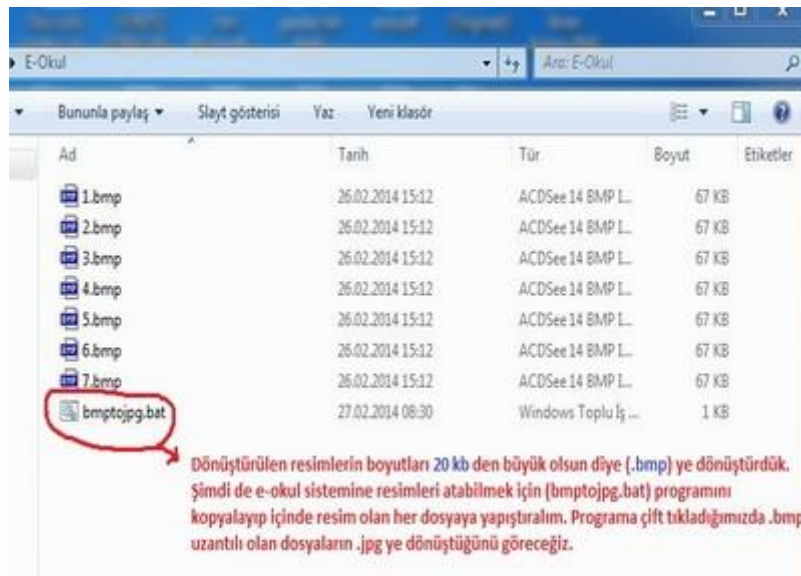 E-Okul
Ara: E-Okul
Bununla paylaş Slayt gösterisi Yaz Yeni klasör
Ad Tarih Tür Boyut Etiketler
1.bmp 26.02.2014 15:12 ACDSee 14 BMP I... 67 KB
2.bmp 26.02.2014 15:12 ACDSee 14 BMP I... 67 KB
3.bmp 26.02.2014 15:12 ACDSee 14 BMP I... 67 KB
4.bmp 26.02.2014 15:12 ACDSee 14 BMP I... 67 KB
5.bmp 26.02.2014 15:12 ACDSee 14 BMP I... 67 KB
6.bmp 26.02.2014 15:12 ACDSee 14 BMP I... 67 KB
7.bmp 26.02.2014 15:12 ACDSee 14 BMP I... 67 KB
bmptojpg.bat 27.02.2014 08:30 Windows Toplu İş ... 1 KB
Dönüştürülen resimlerin boyutları 20 kb den büyük olsun diye (.bmp) ye dönüştürdük.
Şimdi de e-okul sistemine resimleri atabilmek için (bmptojpg.bat) programını
kopyalayıp içinde resim olan her dosyaya yapıştıralım. Programa çift tıkladığımızda .bmp
uzantılı olan dosyaların .jpg ye dönüştüğünü göreceğiz.